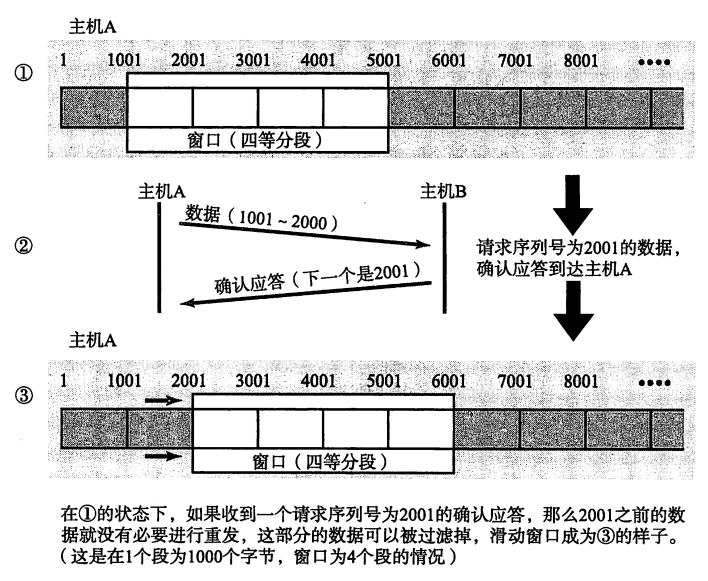 主机A
1 1001 2001 3001 4001 5001 6001 7001 8001 ••••
①
窗口（四等分段）
主机A 主机B
数据（1001～2000）
②
确认应答（下一个是2001）
请求序列号为2001的数据，
确认应答到达主机A
主机A
1 1001 2001 3001 4001 5001 6001 7001 8001 ••••
③
窗口（四等分段）
在①的状态下，如果收到一个请求序列号为2001的确认应答，那么2001之前的数
据就没有必要进行重发，这部分的数据可以被过滤掉，滑动窗口成为③的样子。
（这是在1个段为1000个字节，窗口为4个段的情况）